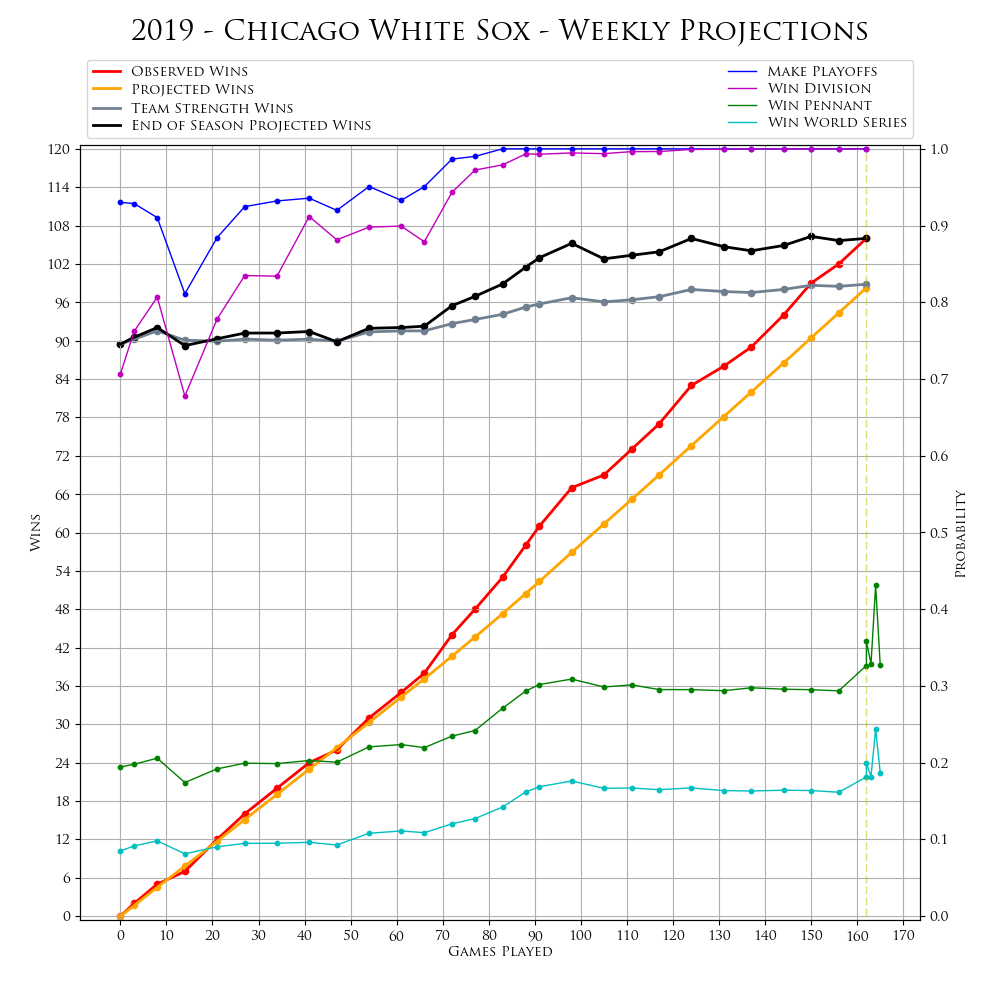 2019 - Chicago White Sox - Weekly Projections
Observed Wins
Projected Wins
Team Strength Wins
End of Season Projected Wins
Make Playoffs
Win Division
Win Pennant
Win World Series
120
114
108
102
96
90
84
78
72
66
60
54
48
42
36
30
24
18
12
6
0
Wins
1.0
0.9
0.8
0.7
0.6
0.5
0.4
0.3
0.2
0.1
0.0
Probability
0 10 20 30 40 50 60 70 80 90 100 110 120 130 140 150 160 170
Games Played